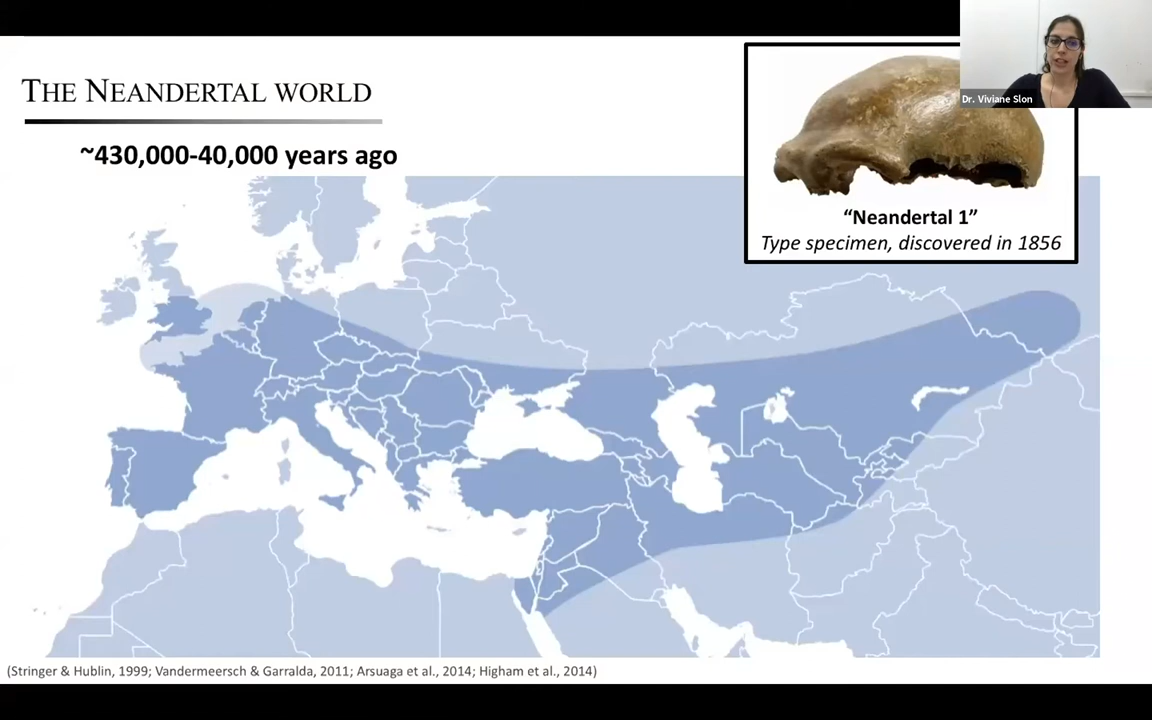 THE NEANDERTAL WORLD
~430,000-40,000 years ago
Dr. Viviane Slon
“Neandertal 1”
Type specimen, discovered in 1856
(Stringer & Hublin, 1999; Vandermeersch & Garralda, 2011; Arsuaga et al., 2014; Higham et al., 2014)